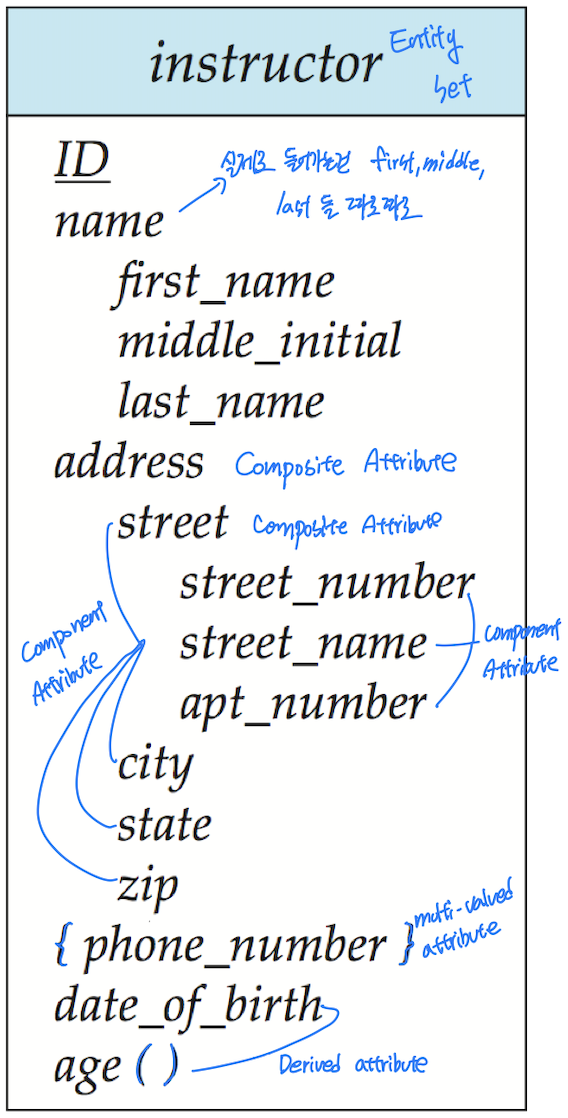 instructor Entity
Set
ID
실제로 들어가는건 first, middle,
last 들 따로따로
name
first_name
middle_initial
last_name
address Composite Attribute
street Composite Attribute
street_number
Component
Attribute
street_name
Component
Attribute
apt_number
city
state
zip
{ phone_number } multi-valued
attribute
date_of_birth
age ( ) Derived attribute